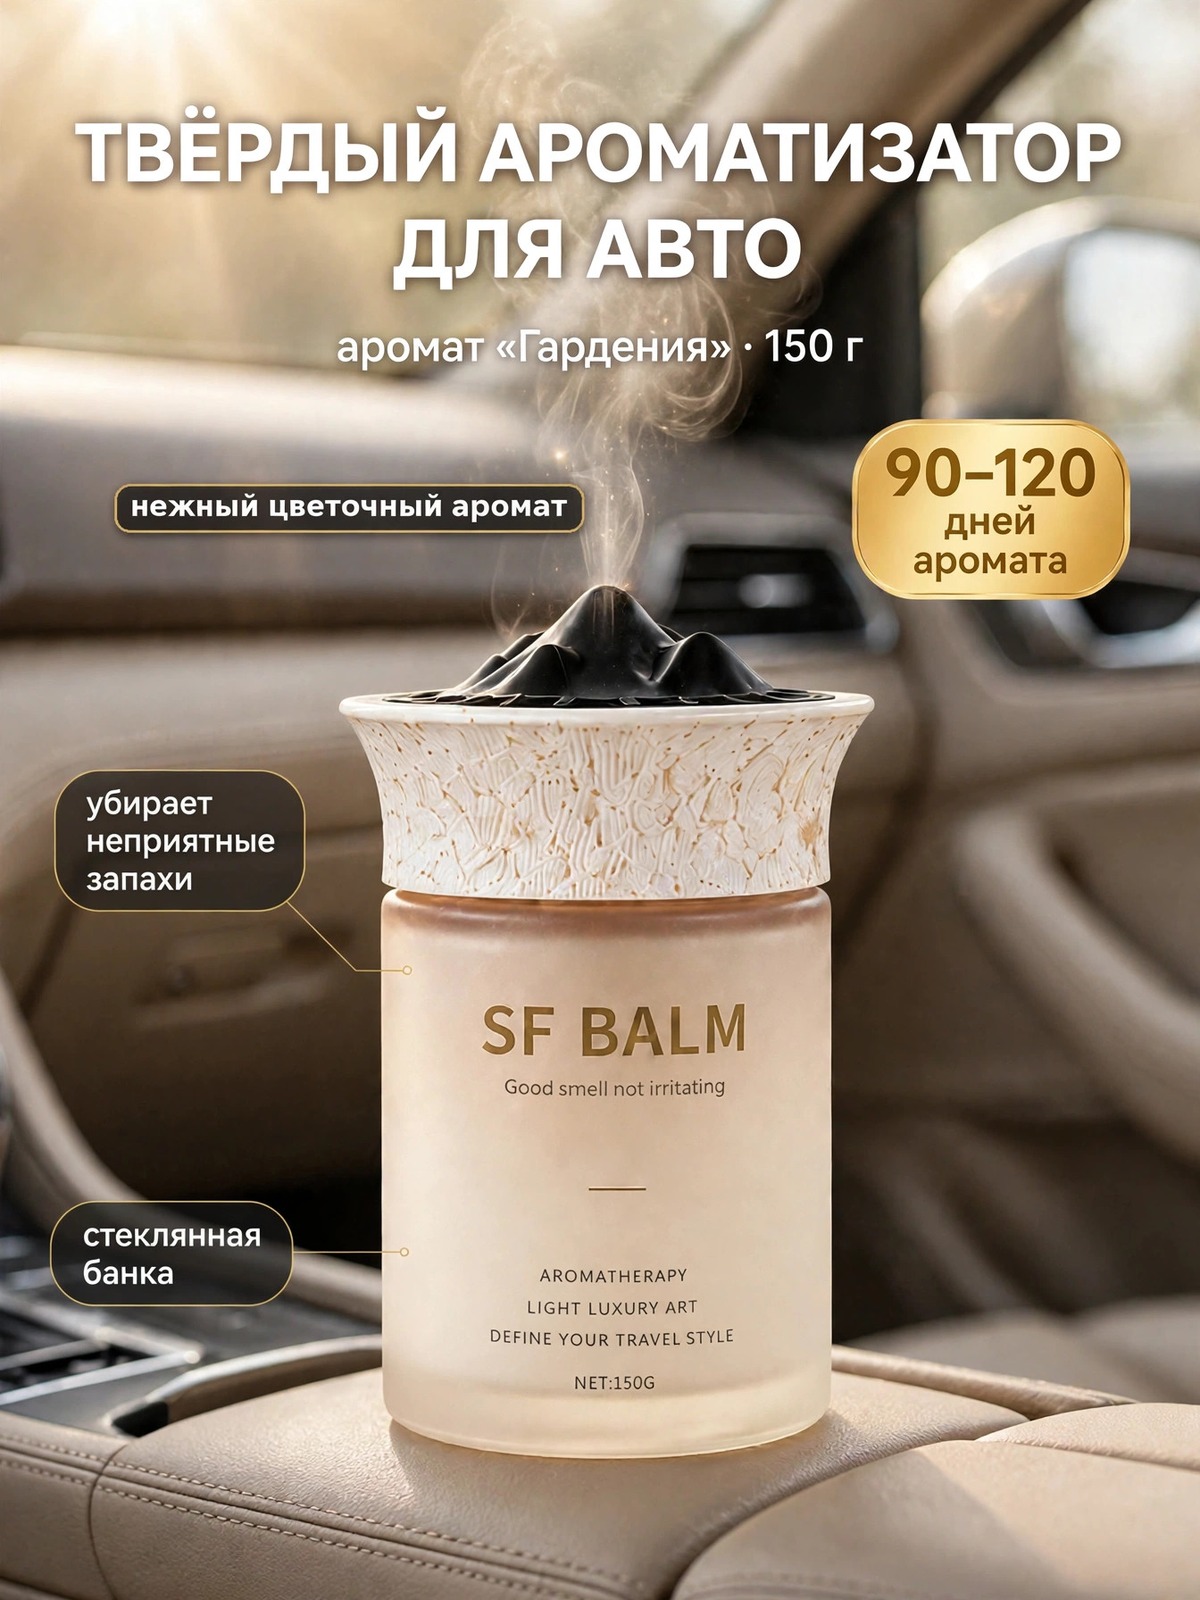 ТВЁРДЫЙ АРОМАТИЗАТОР
ДЛЯ АВТО
аромат «Гардения» · 150 г
90–120
дней
аромата
нежный цветочный аромат
убирает
неприятные
запахи
SF BALM
Good smell not irritating
стеклянная
банка
AROMATHERAPY
LIGHT LUXURY ART
DEFINE YOUR TRAVEL STYLE
NET:150G